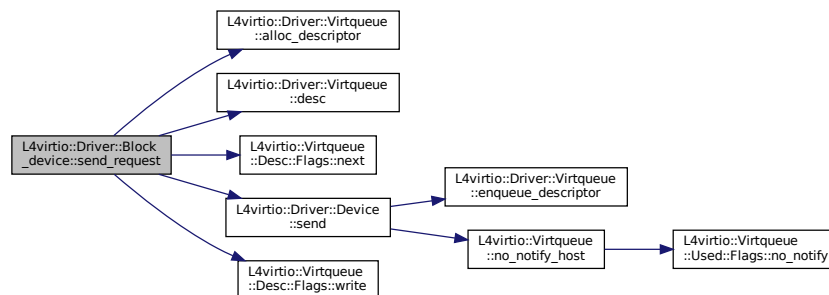 L4virtio::Driver::Virtqueue
::alloc_descriptor
L4virtio::Driver::Virtqueue
::desc
L4virtio::Driver::Block
_device::send_request
L4virtio::Virtqueue
::Desc::Flags::next
L4virtio::Driver::Device
::send
L4virtio::Driver::Virtqueue
::enqueue_descriptor
L4virtio::Virtqueue
::no_notify_host
L4virtio::Virtqueue
::Used::Flags::no_notify
L4virtio::Virtqueue
::Desc::Flags::write